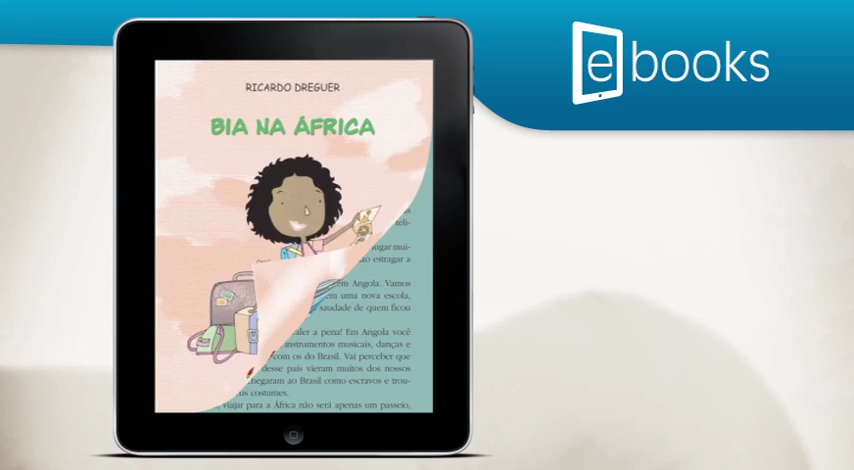 ebooks
RICARDO DREGUER
BIA NA ÁFRICA
refi-
estragar a
em Angola. Vamos
em uma nova escola,
saudade de quem ficou
valer a pena! Em Angola você
instrumentos musicais, danças e
com os do Brasil. Vai perceber que
desse país vieram muitos dos nossos
chegaram ao Brasil como escravos e trou-
costumes.
viajar para a África não será apenas um passeio,